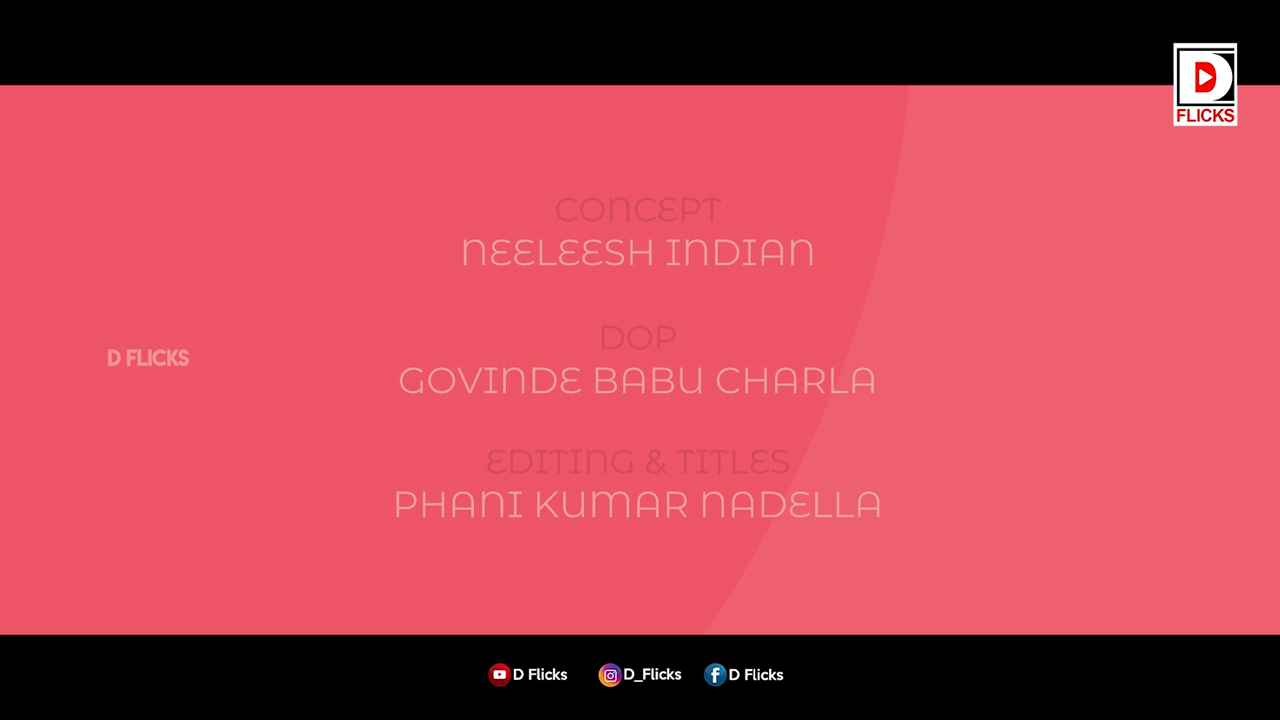 D
FLICKS
CONCEPT
NEELEESH INDIAN
DOP
GOVINDE BABU CHARLA
D FLICKS
EDITING & TITLES
PHANI KUMAR NADELLA
D Flicks
D_Flicks
D Flicks